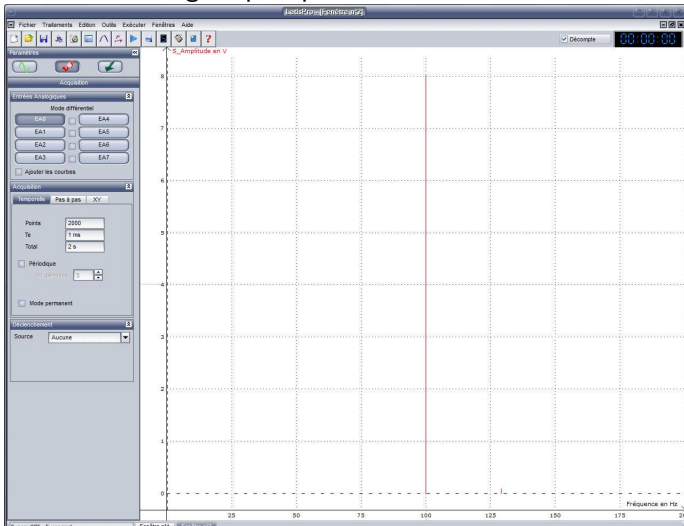 Fichier Traitements Edition Outils Exécuter Fenêtres Aide
Décompte 00:00:00
Paramètres
Acquisition
Entrées Analogiques
Mode différentiel
EA0 EA4
EA1 EA5
EA2 EA6
EA3 EA7
Ajouter les courbes
Acquisition
Temporelle Pas à pas XY
Points 2000
Te 1 ms
Total 2 s
Périodique
3
Mode permanent
Déclenchement
Source Aucune
S_Amplitude en V
8
7
6
5
4
3
2
1
0
Fréquence en Hz
25 50 75 100 125 150 175